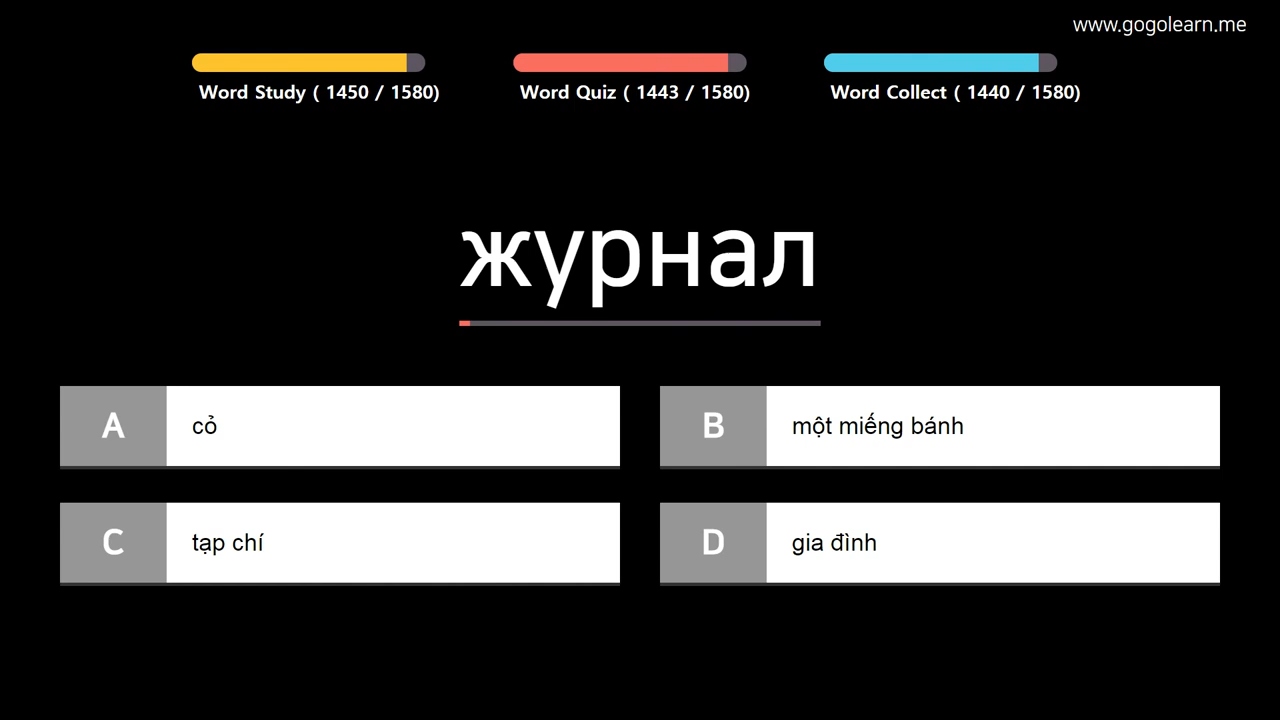 www.gogolearn.me
Word Study ( 1450 / 1580)
Word Quiz ( 1443 / 1580)
Word Collect ( 1440 / 1580)
журнал
A cỏ
B một miếng bánh
C tạp chí
D gia đình